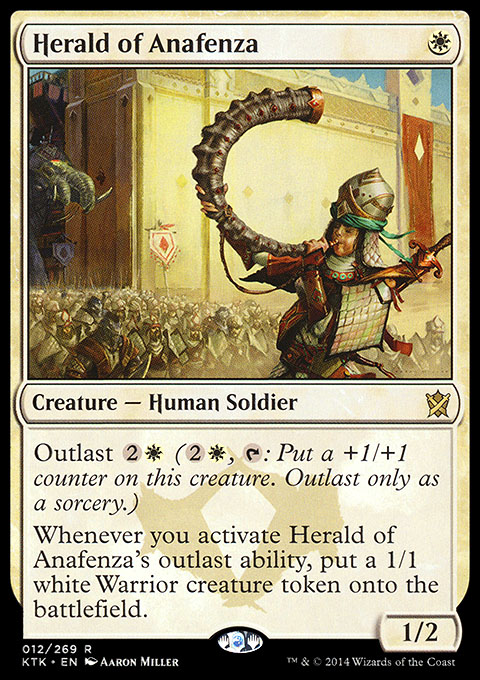 Herald of Anafenza
Creature — Human Soldier
Outlast 2 (2, : Put a +1/+1
counter on this creature. Outlast only as
a sorcery.)
Whenever you activate Herald of
Anafenza's outlast ability, put a 1/1
white Warrior creature token onto the
battlefield.
1/2
012/269 R
KTK • EN Aaron Miller
™ & © 2014 Wizards of the Coast